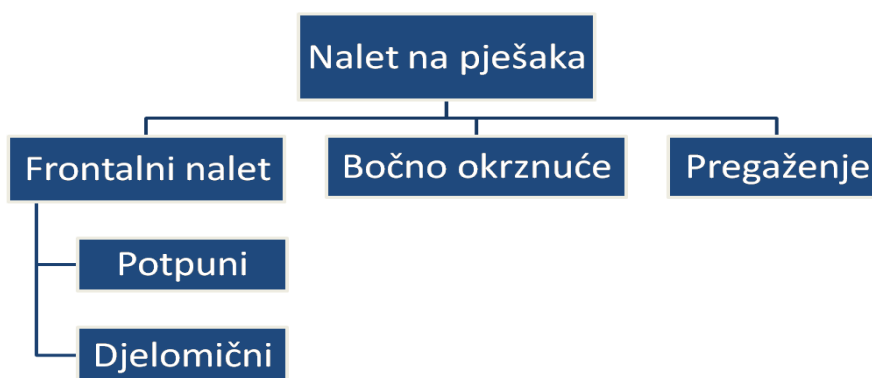 Nalet na pješaka
Frontalni nalet
Bočno okrznuće
Pregaženje
Potpuni
Djelomični